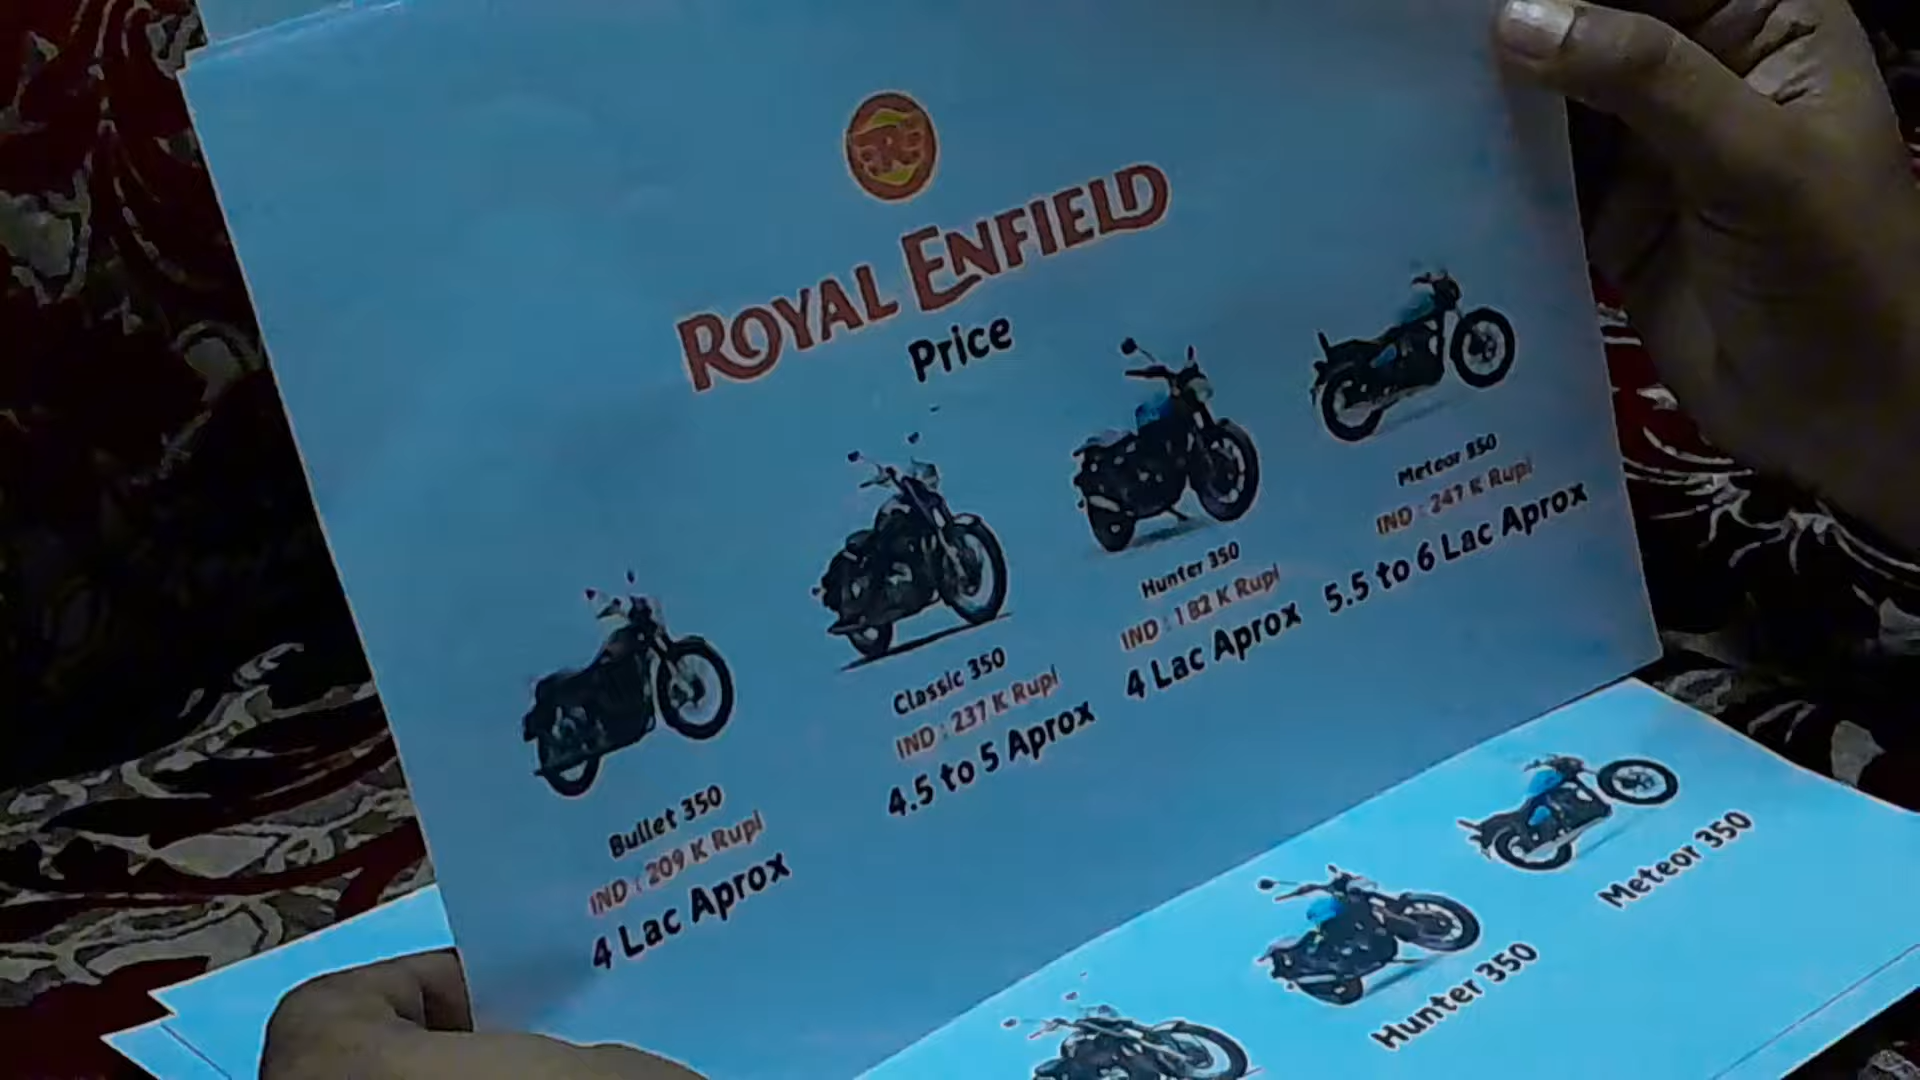 ROYAL ENFIELD
Price
Bullet 350
IND : 209 K Rupi
4 Lac Aprox
Classic 350
IND : 237 K Rupi
4.5 to 5 Aprox
Hunter 350
IND : 182 K Rupi
4 Lac Aprox
Meteor 350
IND : 247 K Rupi
5.5 to 6 Lac Aprox
Hunter 350
Meteor 350